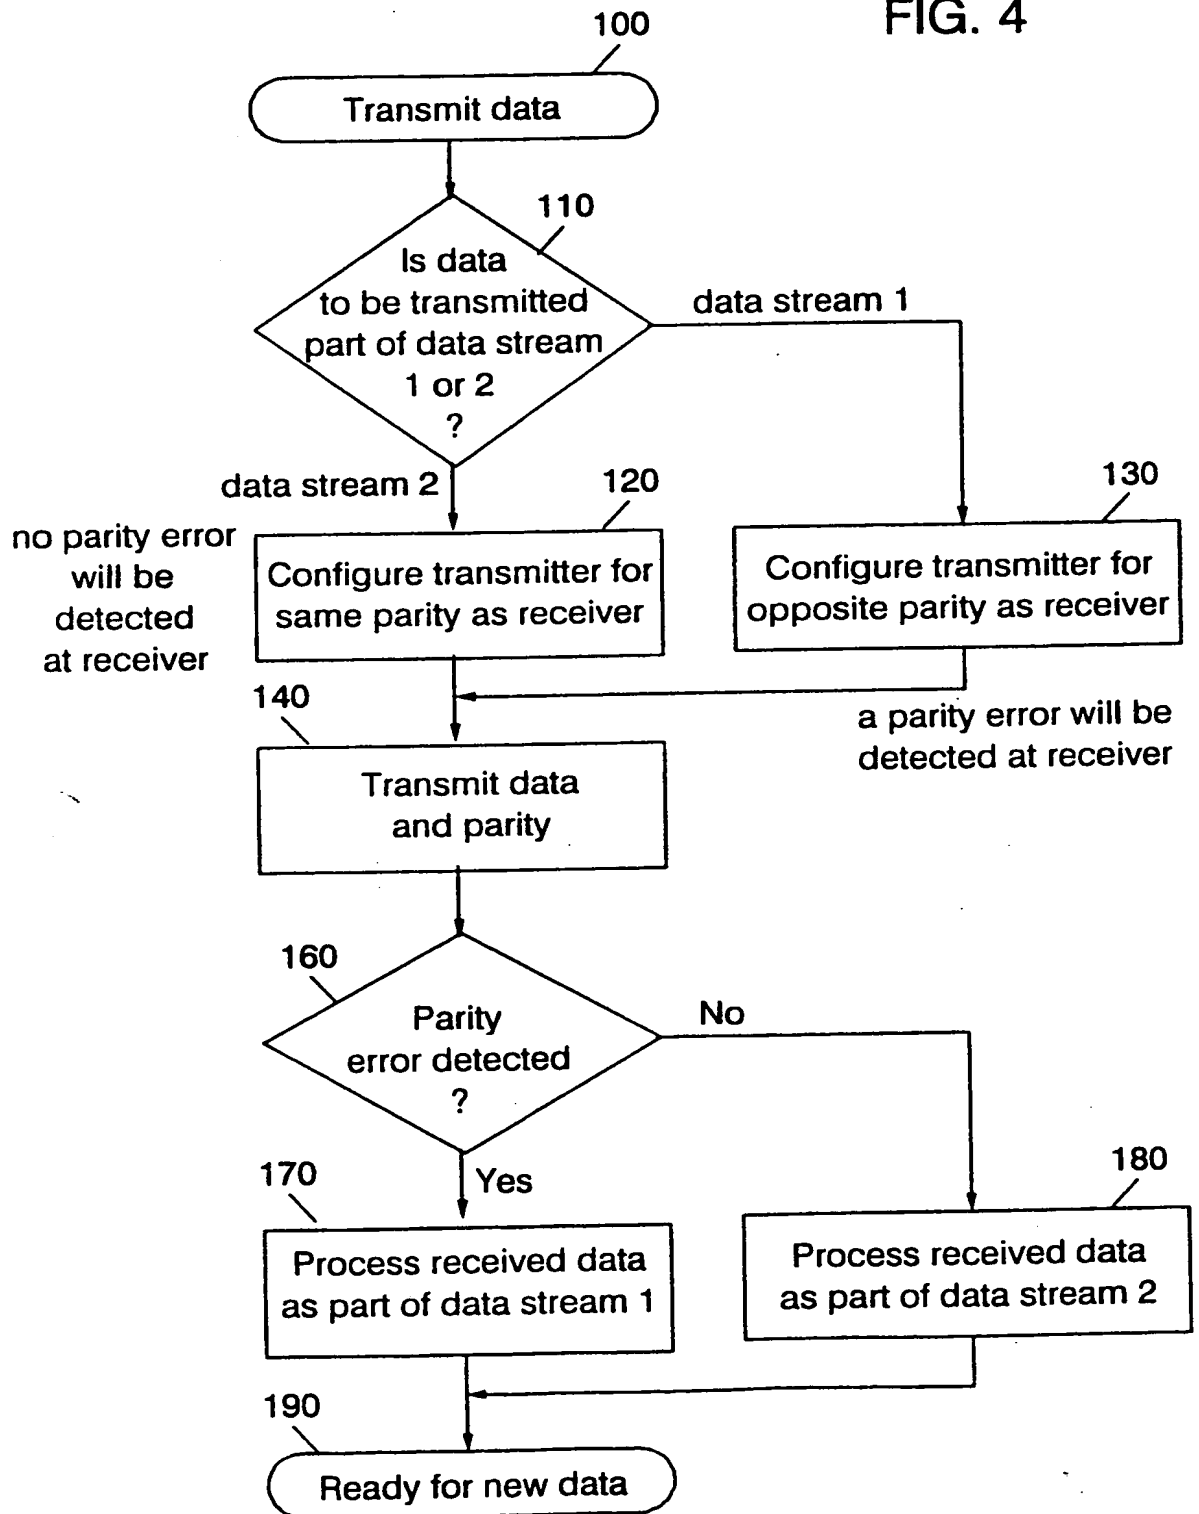 FIG. 4
100
Transmit data
110
Is data
to be transmitted
part of data stream
1 or 2
?
data stream 1
data stream 2
no parity error
will be
detected
at receiver
120
Configure transmitter for
same parity as receiver
130
Configure transmitter for
opposite parity as receiver
a parity error will be
detected at receiver
140
Transmit data
and parity
160
Parity
error detected
?
No
Yes
170
Process received data
as part of data stream 1
180
Process received data
as part of data stream 2
190
Ready for new data